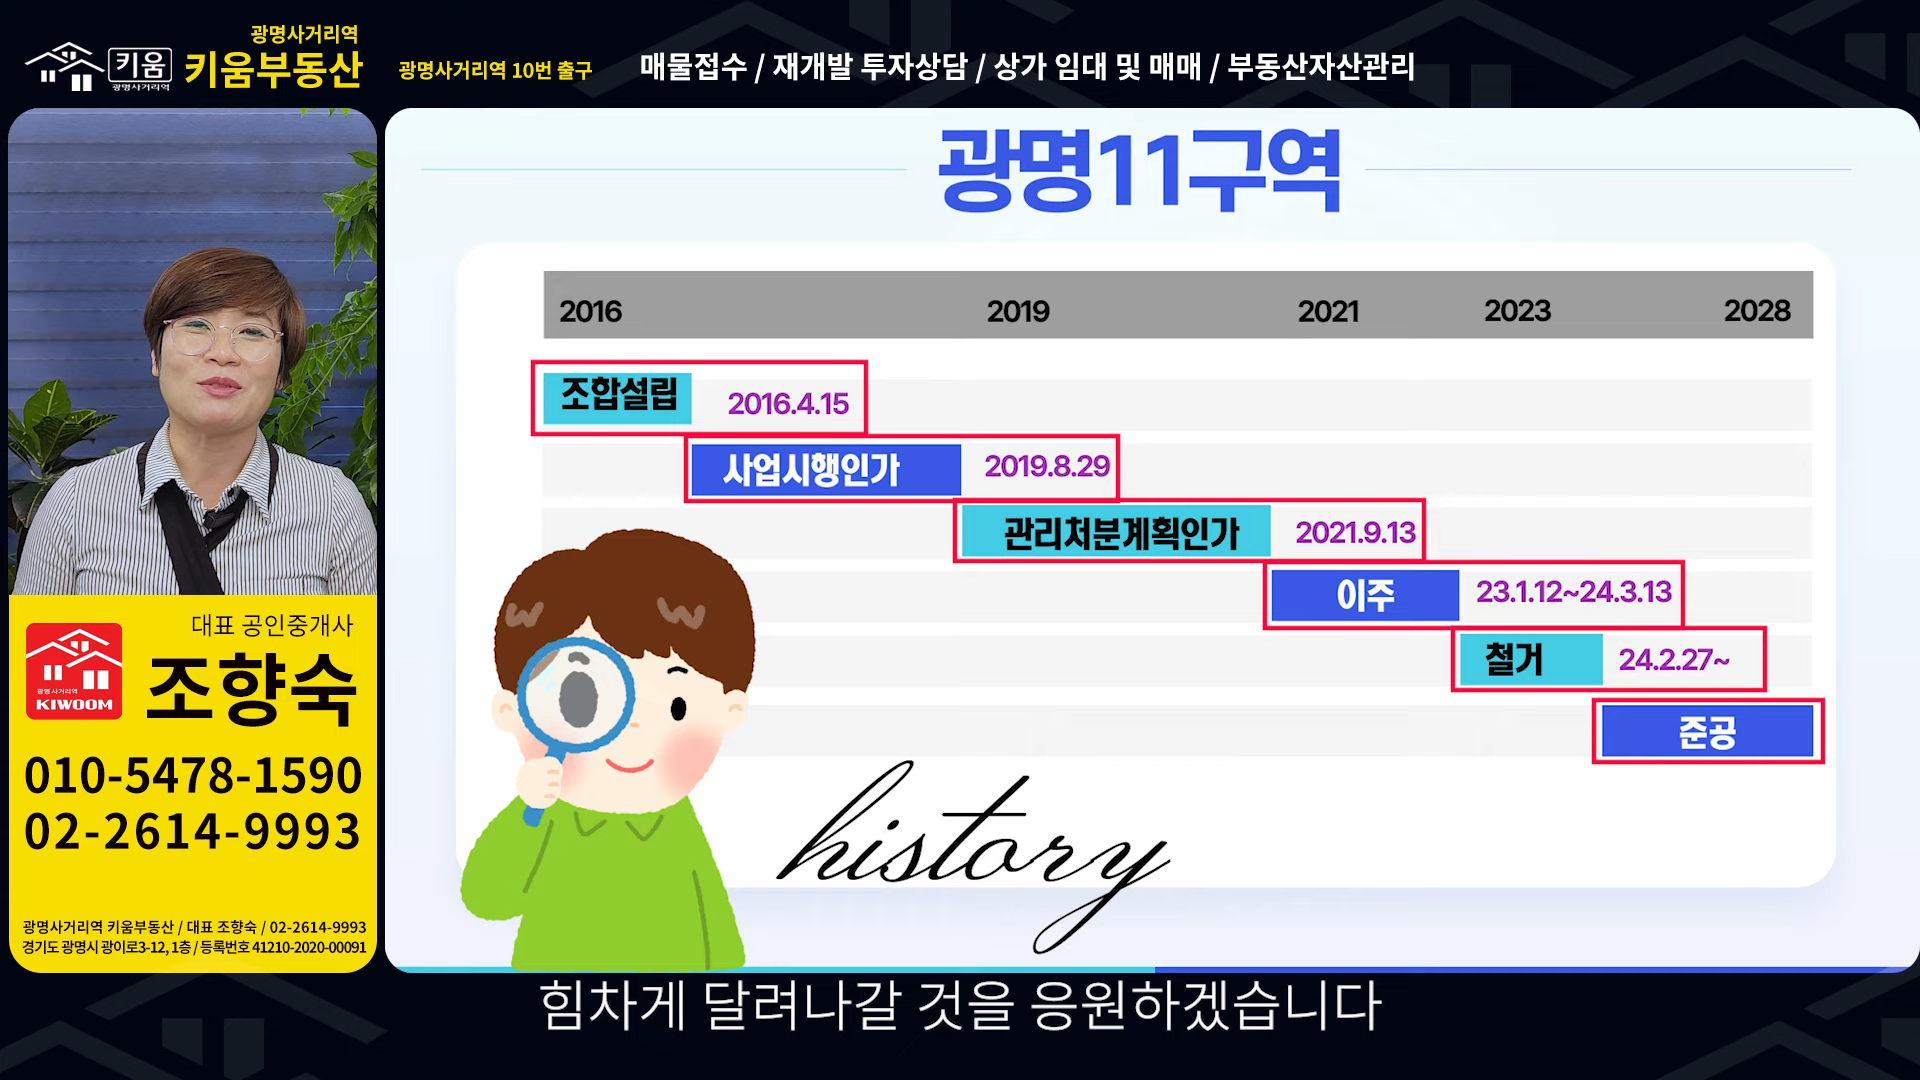 키움
광명사거리역
광명사거리역
키움부동산
광명사거리역 10번 출구
매물접수 / 재개발 투자상담 / 상가 임대 및 매매 / 부동산자산관리
광명11구역
2016 2019 2021 2023 2028
조합설립 2016.4.15
사업시행인가 2019.8.29
관리처분계획인가 2021.9.13
이주 23.1.12~24.3.13
철거 24.2.27~
준공
history
대표 공인중개사
조향숙
광명사거리역
KIWOOM
010-5478-1590
02-2614-9993
광명사거리역 키움부동산 / 대표 조향숙 / 02-2614-9993
경기도 광명시 광이로3-12, 1층 / 등록번호 41210-2020-00091
힘차게 달려나갈 것을 응원하겠습니다